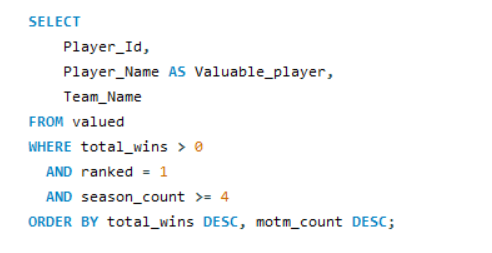 SELECT
    Player_Id,
    Player_Name AS Valuable_player,
    Team_Name
FROM valued
WHERE total_wins > 0
  AND ranked = 1
  AND season_count >= 4
ORDER BY total_wins DESC, motm_count DESC;